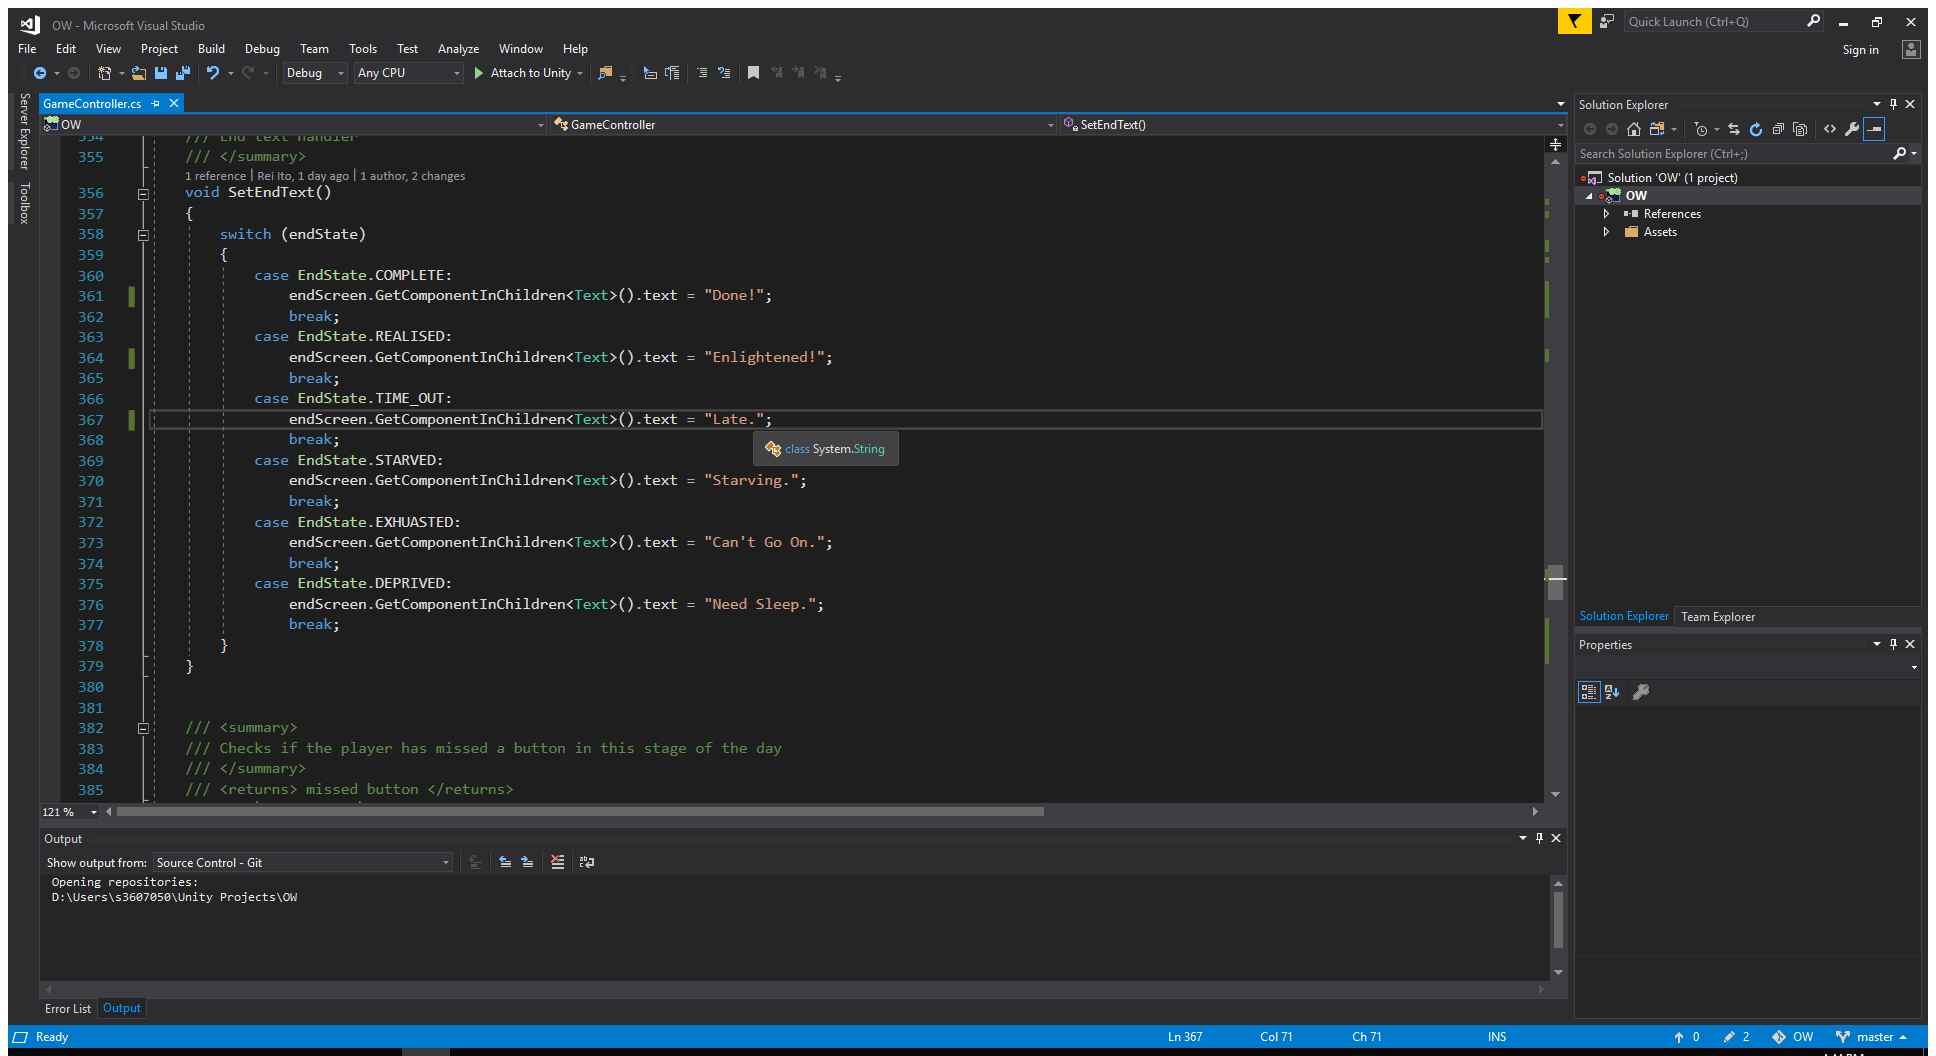 OW - Microsoft Visual Studio
Quick Launch (Ctrl+Q)
File Edit View Project Build Debug Team Tools Test Analyze Window Help
Sign in
Debug Any CPU Attach to Unity
Server Explorer
Toolbox
GameController.cs
OW GameController SetEndText()
354 /// End text handler
355 /// </summary>
1 reference | Rei Ito, 1 day ago | 1 author, 2 changes
356 void SetEndText()
357 {
358 switch (endState)
359 {
360 case EndState.COMPLETE:
361 endScreen.GetComponentInChildren<Text>().text = "Done!";
362 break;
363 case EndState.REALISED:
364 endScreen.GetComponentInChildren<Text>().text = "Enlightened!";
365 break;
366 case EndState.TIME_OUT:
367 endScreen.GetComponentInChildren<Text>().text = "Late.";
368 break;
class System.String
369 case EndState.STARVED:
370 endScreen.GetComponentInChildren<Text>().text = "Starving.";
371 break;
372 case EndState.EXHUASTED:
373 endScreen.GetComponentInChildren<Text>().text = "Can't Go On.";
374 break;
375 case EndState.DEPRIVED:
376 endScreen.GetComponentInChildren<Text>().text = "Need Sleep.";
377 break;
378 }
379 }
380
381
382 /// <summary>
383 /// Checks if the player has missed a button in this stage of the day
384 /// </summary>
385 /// <returns> missed button </returns>
121 %
Output
Show output from: Source Control - Git
Opening repositories:
D:\Users\s3607050\Unity Projects\OW
Error List Output
Solution Explorer
Search Solution Explorer (Ctrl+;)
Solution 'OW' (1 project)
OW
References
Assets
Solution Explorer Team Explorer
Properties
Ready Ln 367 Col 71 Ch 71 INS 0 2 OW master